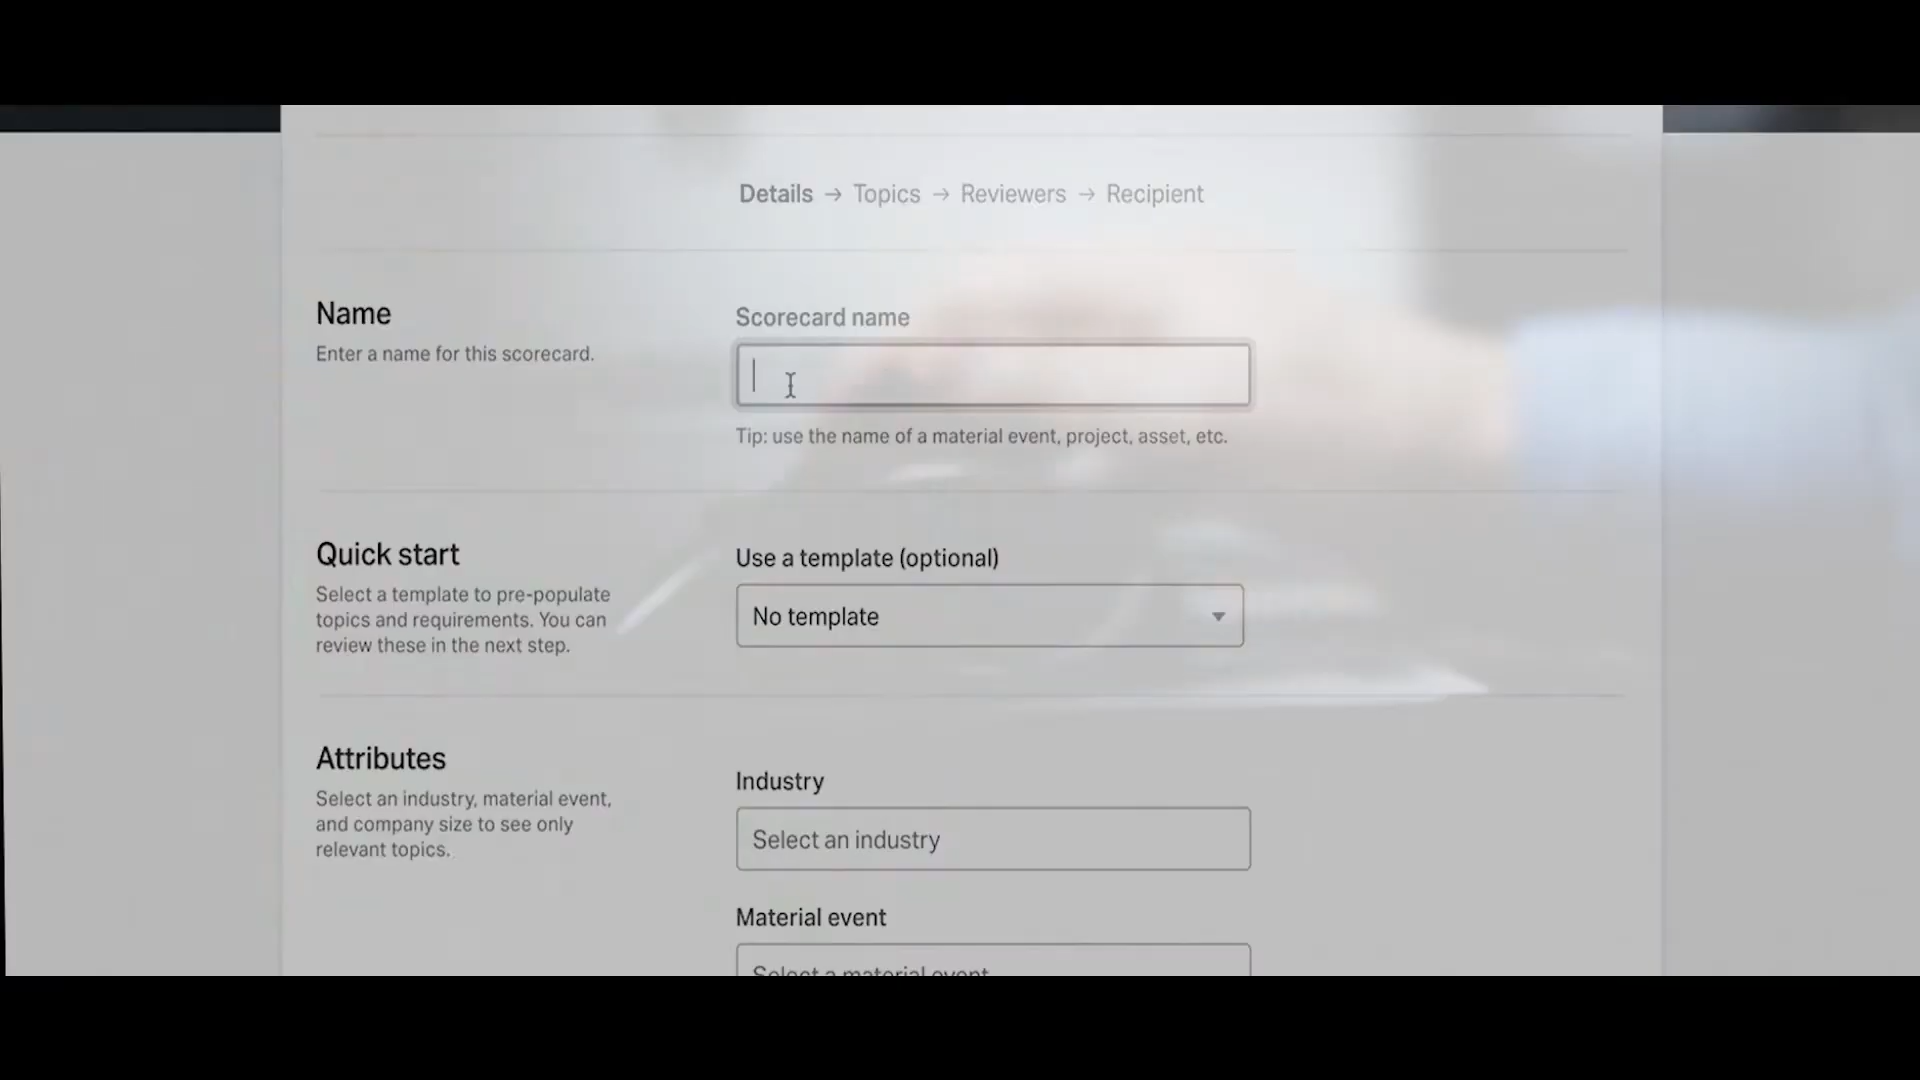 Details → Topics → Reviewers → Recipient
Name
Enter a name for this scorecard.
Scorecard name
Tip: use the name of a material event, project, asset, etc.
Quick start
Select a template to pre-populate
topics and requirements. You can
review these in the next step.
Use a template (optional)
No template
Attributes
Select an industry, material event,
and company size to see only
relevant topics.
Industry
Select an industry
Material event
Select a material event